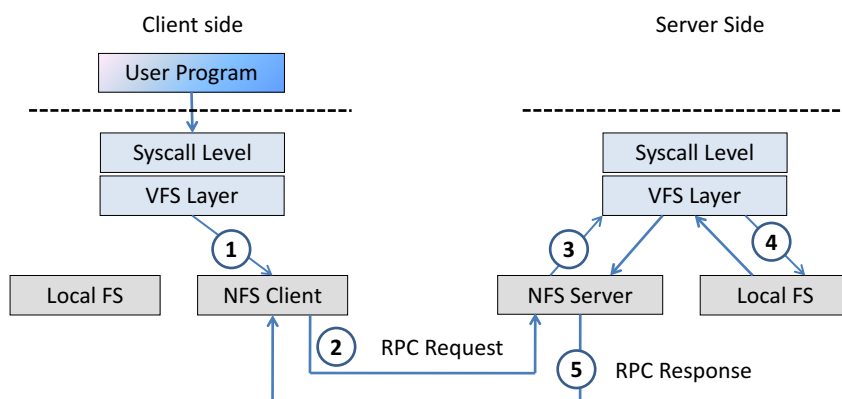 Client side
Server Side
User Program
Syscall Level
Syscall Level
VFS Layer
VFS Layer
1
3
4
Local FS
NFS Client
NFS Server
Local FS
2
RPC Request
5
RPC Response